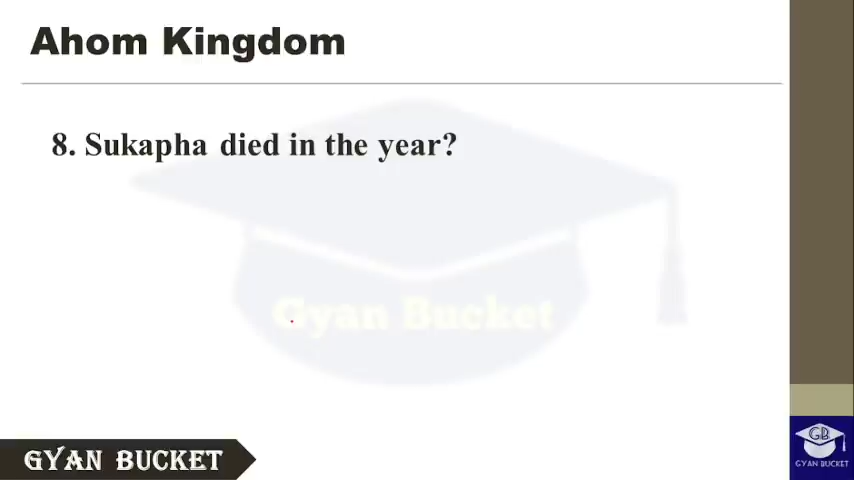 Ahom Kingdom
8. Sukapha died in the year?
Gyan Bucket
GYAN BUCKET
GB
GYAN BUCKET